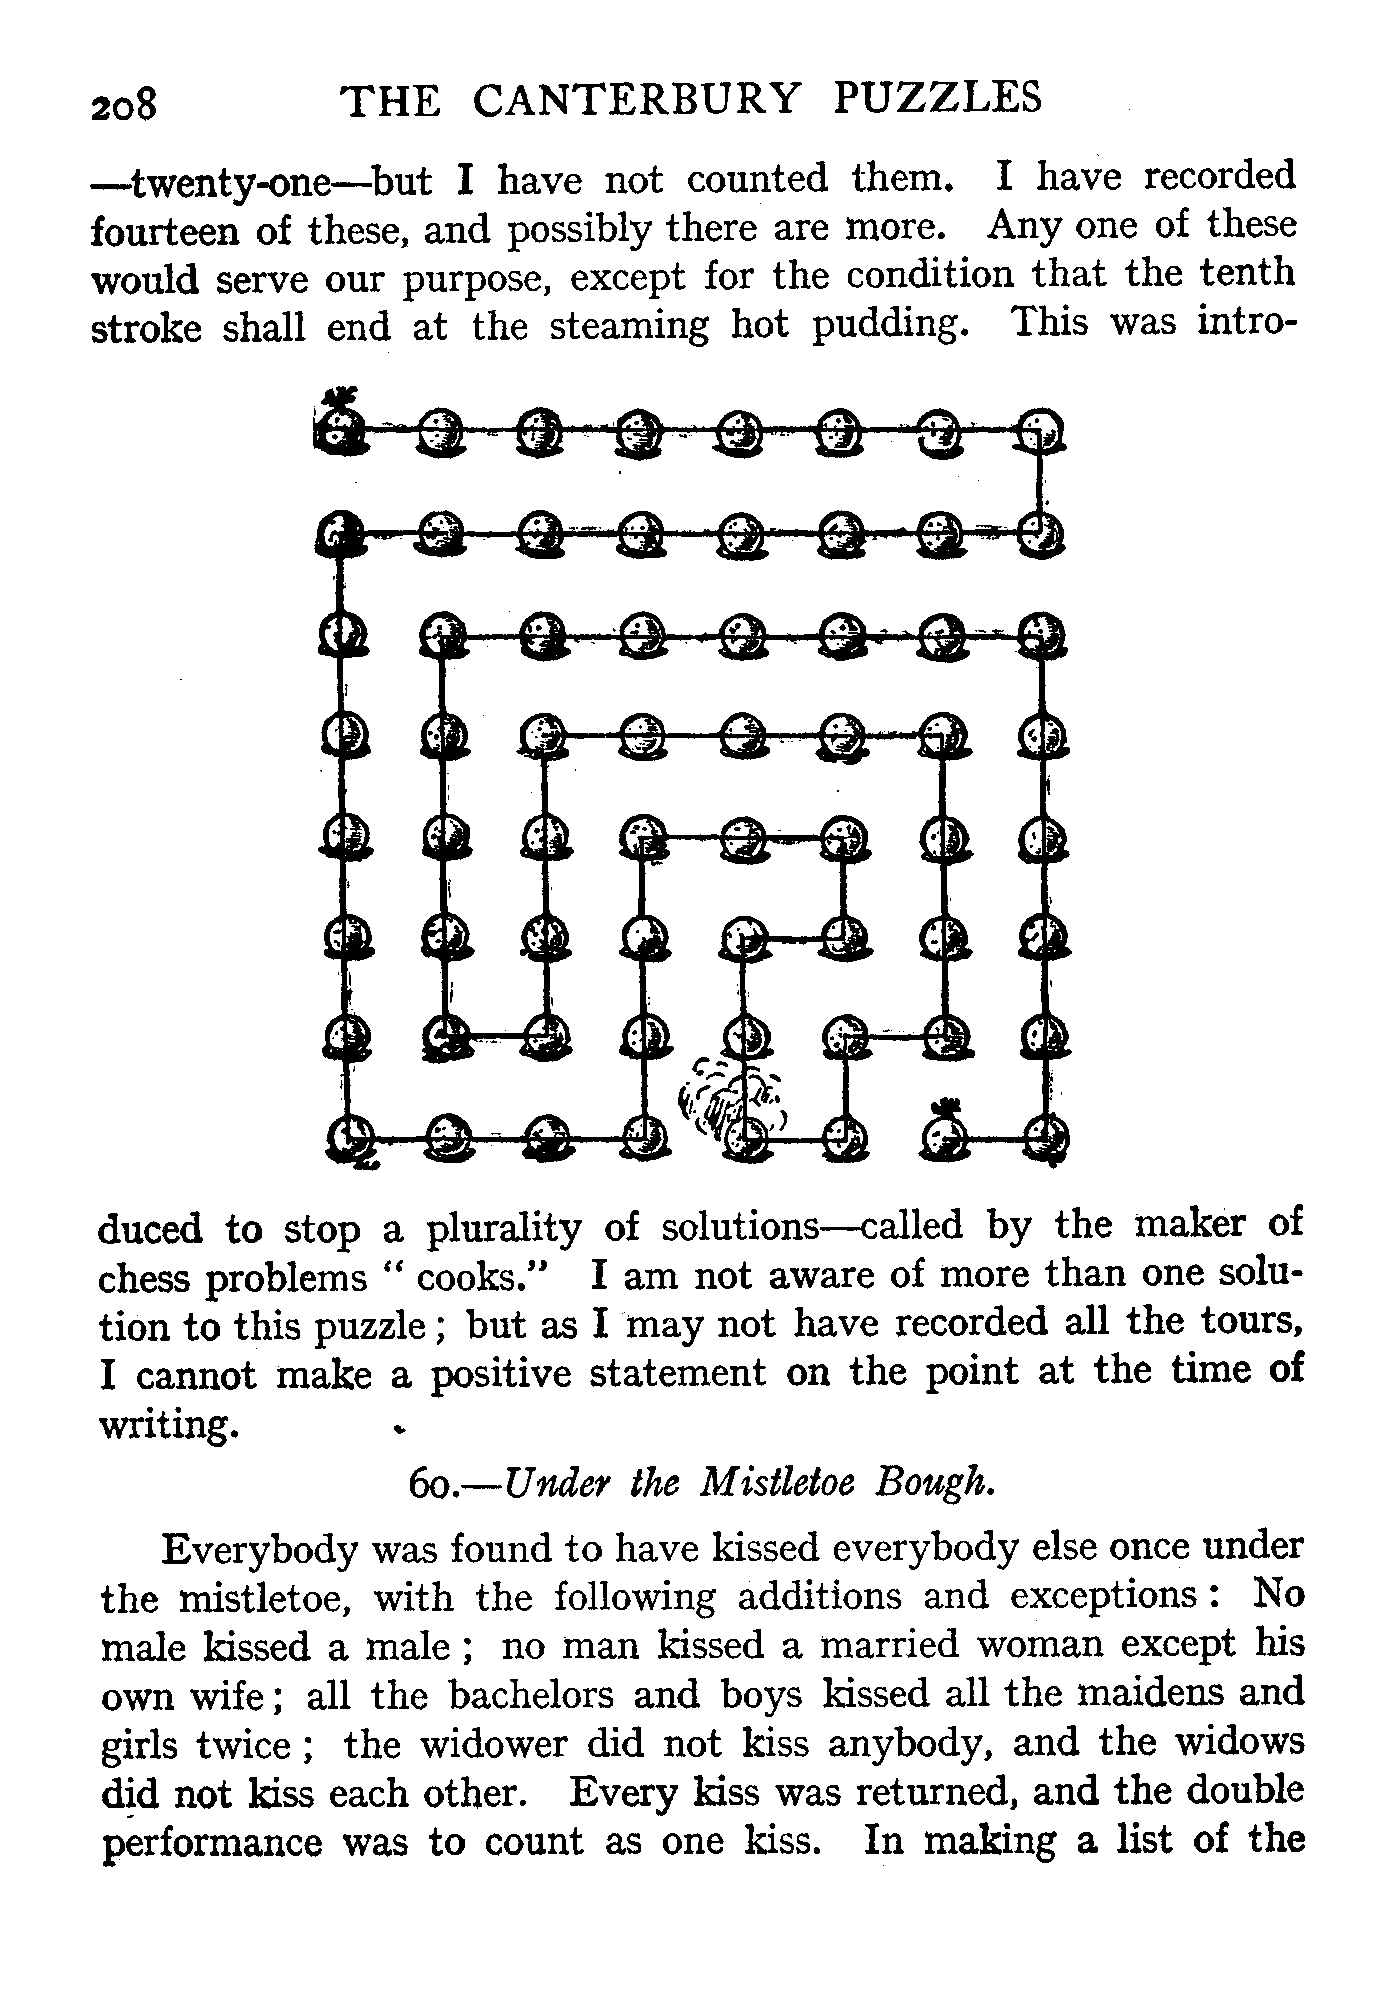 208 THE CANTERBURY PUZZLES
—twenty-one—but I have not counted them. I have recorded
fourteen of these, and possibly there are more. Any one of these
would serve our purpose, except for the condition that the tenth
stroke shall end at the steaming hot pudding. This was intro-
duced to stop a plurality of solutions—called by the maker of
chess problems “ cooks.” I am not aware of more than one solu-
tion to this puzzle ; but as I may not have recorded all the tours,
I cannot make a positive statement on the point at the time of
writing.
60.—Under the Mistletoe Bough.
Everybody was found to have kissed everybody else once under
the mistletoe, with the following additions and exceptions : No
male kissed a male ; no man kissed a married woman except his
own wife ; all the bachelors and boys kissed all the maidens and
girls twice ; the widower did not kiss anybody, and the widows
did not kiss each other. Every kiss was returned, and the double
performance was to count as one kiss. In making a list of the